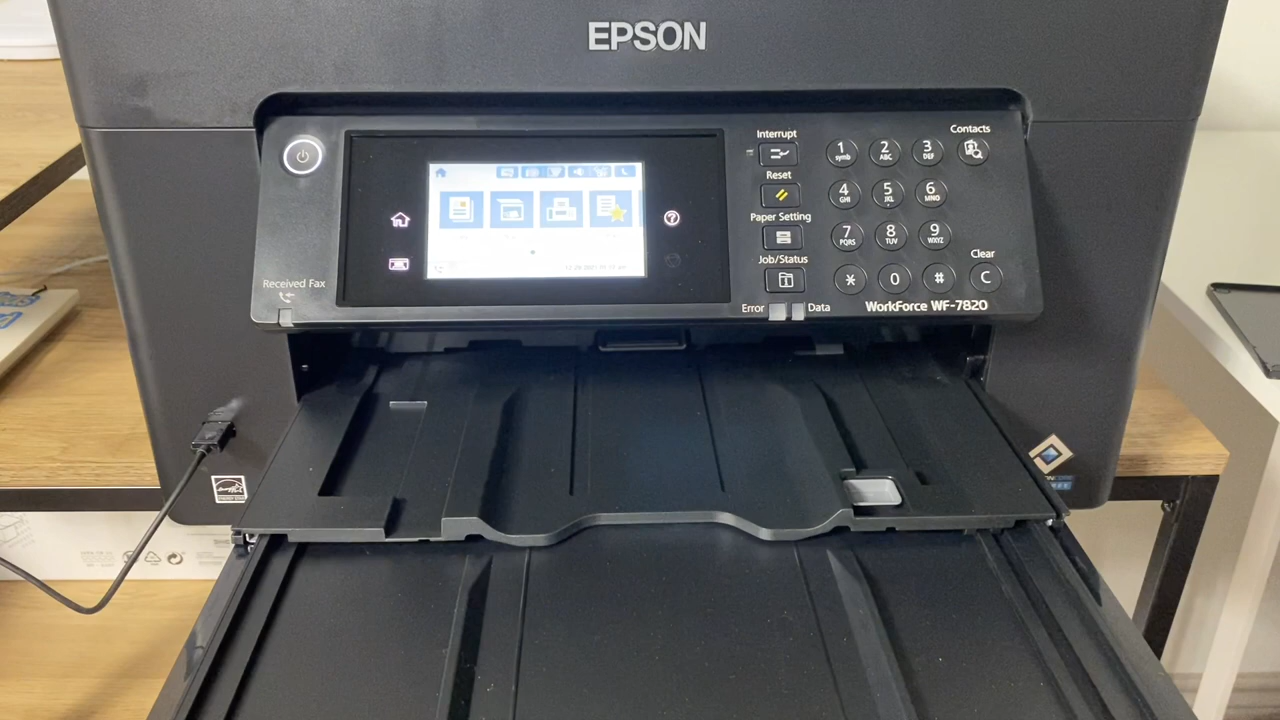 EPSON
Interrupt
Contacts
1 symb
2 ABC
3 DEF
Reset
4 GHI
5 JKL
6 MNO
Paper Setting
7 PQRS
8 TUV
9 WXYZ
Job/Status
Clear
* 0 # C
Received Fax
Error
Data
WorkForce WF-7820